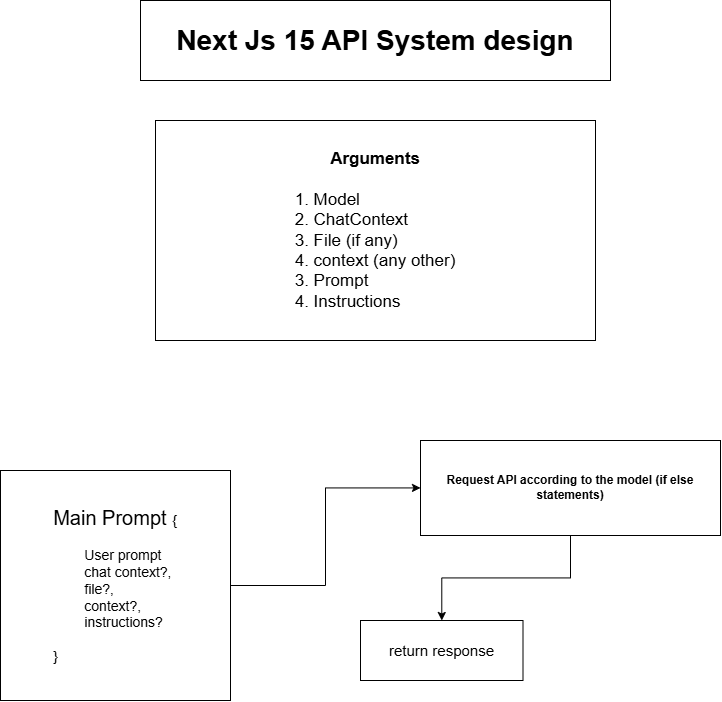 Next Js 15 API System design
Arguments
1. Model
2. ChatContext
3. File (if any)
4. context (any other)
3. Prompt
4. Instructions
Request API according to the model (if else
statements)
Main Prompt {
User prompt
chat context?,
file?,
context?,
instructions?
}
return response